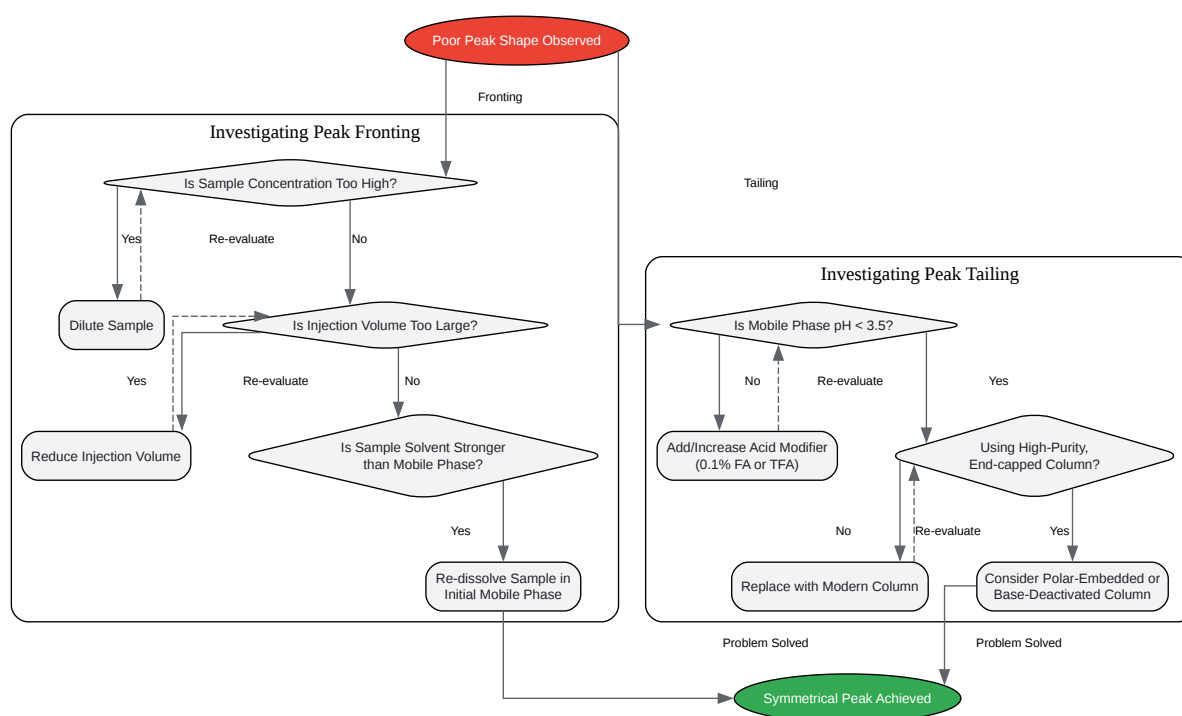 Poor Peak Shape Observed
Fronting
Investigating Peak Fronting
Is Sample Concentration Too High?
Tailing
Yes
Re-evaluate
No
Investigating Peak Tailing
Dilute Sample
Is Injection Volume Too Large?
Is Mobile Phase pH < 3.5?
Yes
Re-evaluate
No
No
Re-evaluate
Yes
Reduce Injection Volume
Is Sample Solvent Stronger
than Mobile Phase?
Add/Increase Acid Modifier
(0.1% FA or TFA)
Using High-Purity,
End-capped Column?
Yes
No
Re-evaluate
Yes
Re-dissolve Sample in
Initial Mobile Phase
Replace with Modern Column
Consider Polar-Embedded or
Base-Deactivated Column
Problem Solved
Problem Solved
Symmetrical Peak Achieved